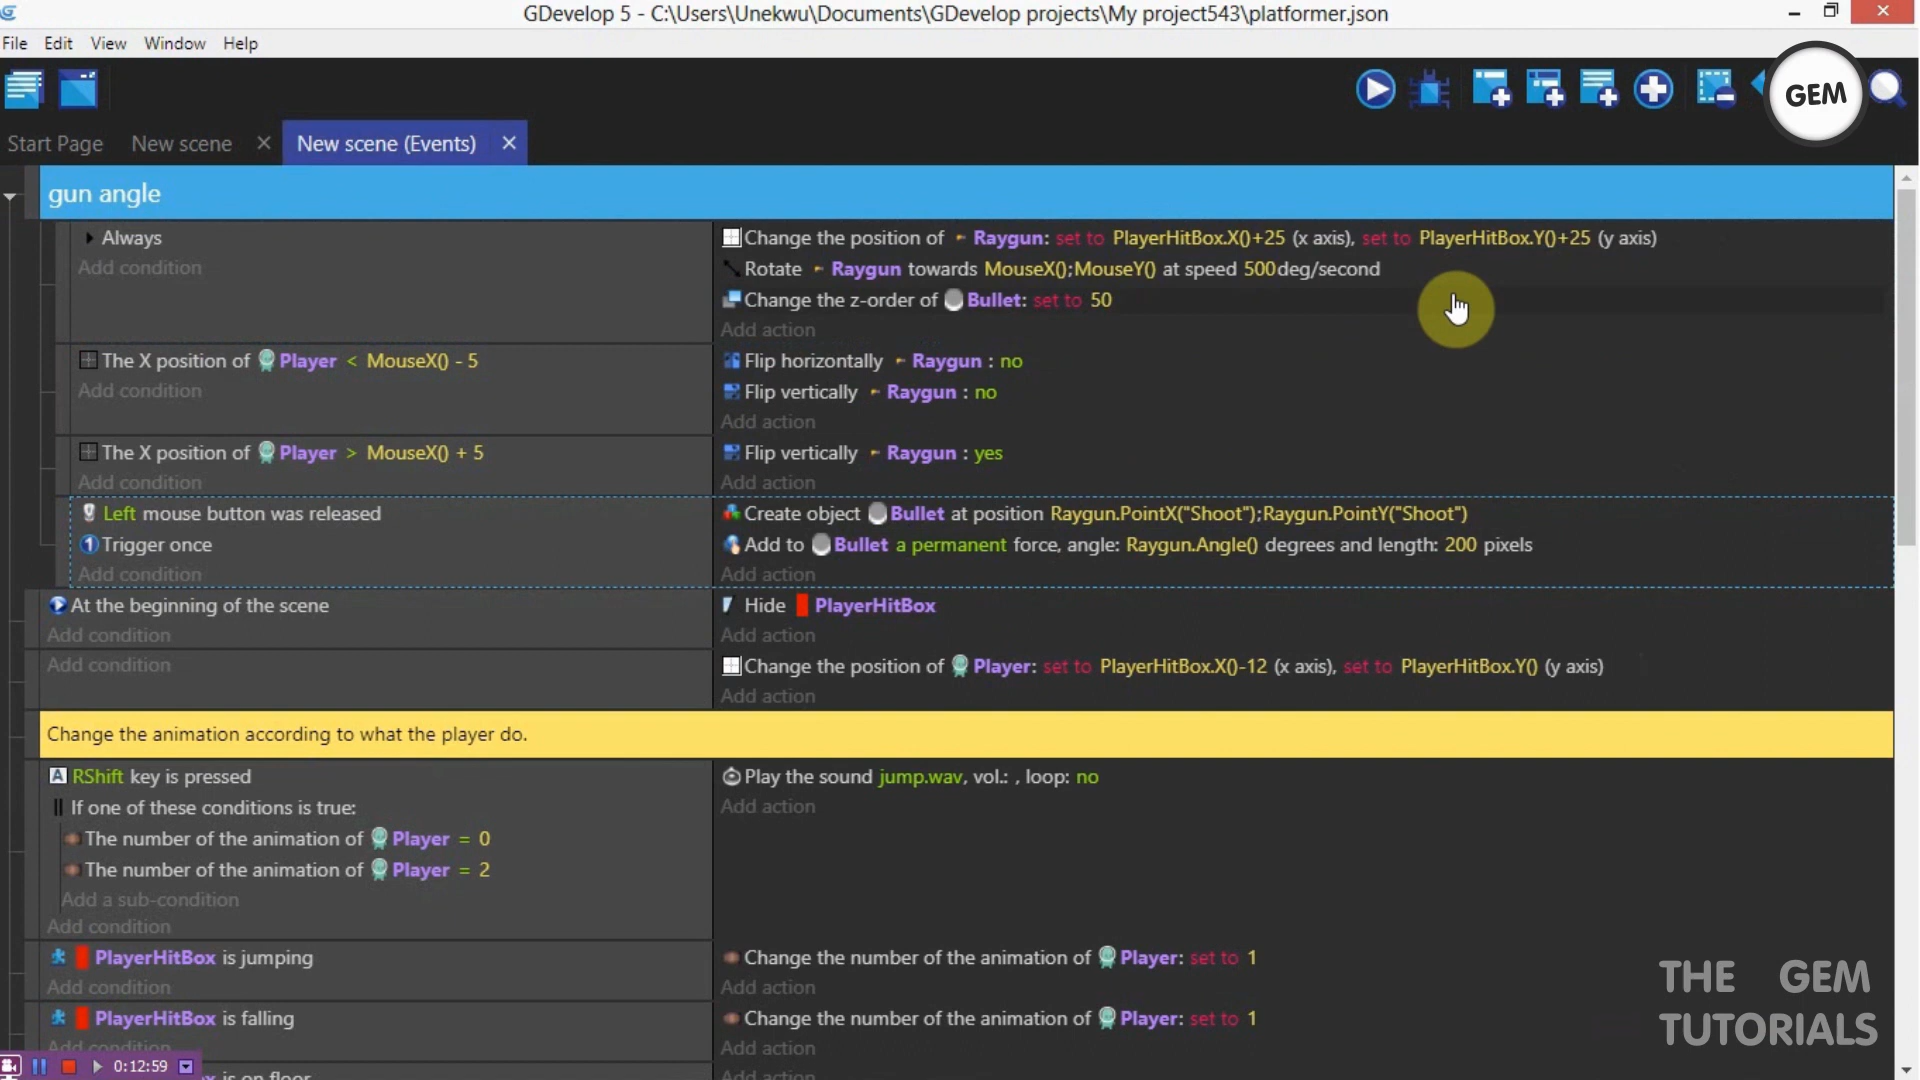 GDevelop 5 - C:\Users\Unekwu\Documents\GDevelop projects\My project543\platformer.json
File Edit View Window Help
GEM
Start Page New scene New scene (Events)
gun angle
Always
Add condition
Change the position of Raygun: set to PlayerHitBox.X()+25 (x axis), set to PlayerHitBox.Y()+25 (y axis)
Rotate Raygun towards MouseX();MouseY() at speed 500deg/second
Change the z-order of Bullet: set to 50
Add action
The X position of Player < MouseX() - 5
Add condition
Flip horizontally Raygun : no
Flip vertically Raygun : no
Add action
The X position of Player > MouseX() + 5
Add condition
Flip vertically Raygun : yes
Add action
Left mouse button was released
Trigger once
Add condition
Create object Bullet at position Raygun.PointX("Shoot");Raygun.PointY("Shoot")
Add to Bullet a permanent force, angle: Raygun.Angle() degrees and length: 200 pixels
Add action
At the beginning of the scene
Add condition
Hide PlayerHitBox
Add action
Add condition
Change the position of Player: set to PlayerHitBox.X()-12 (x axis), set to PlayerHitBox.Y() (y axis)
Add action
Change the animation according to what the player do.
RShift key is pressed
If one of these conditions is true:
The number of the animation of Player = 0
The number of the animation of Player = 2
Add a sub-condition
Add condition
Play the sound jump.wav, vol.: , loop: no
Add action
PlayerHitBox is jumping
Add condition
Change the number of the animation of Player: set to 1
Add action
PlayerHitBox is falling
Add condition
Change the number of the animation of Player: set to 1
Add action
is on floor
Add action
0:12:59
THE GEM
TUTORIALS